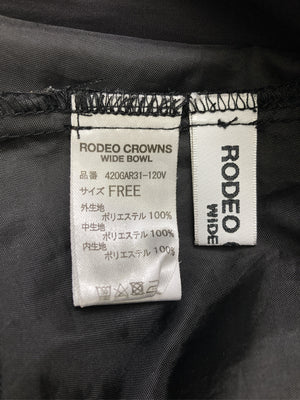 RODEO CROWNS
WIDE BOWL
品番 420GAR31-120V
サイズ FREE
外生地
ポリエステル 100%
中生地
ポリエステル 100%
内生地
ポリエステル 100%
RODEO
WIDE